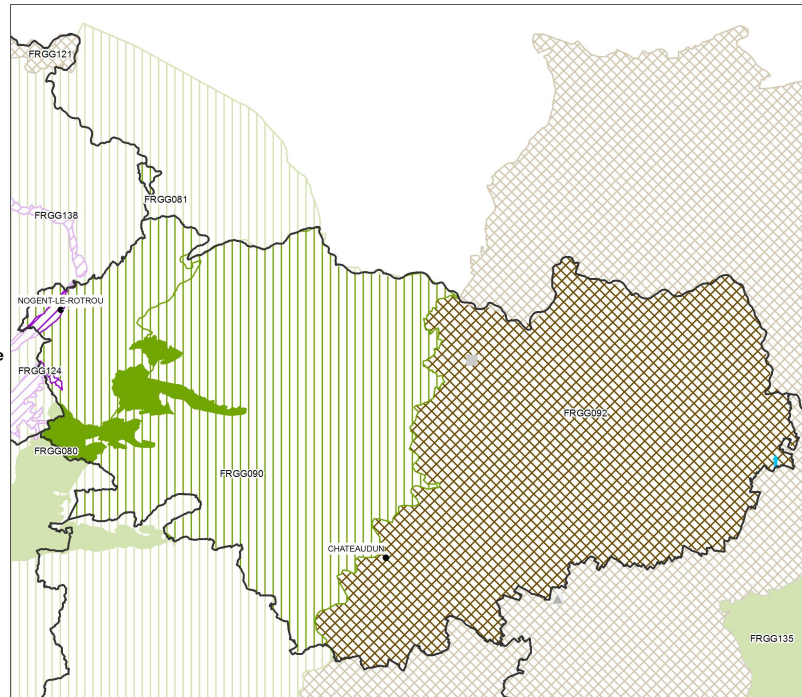 FRGG121
FRGG081
FRGG138
NOGENT-LE-ROTROU
e
FRGG124
FRGG092
FRGG080
FRGG090
CHATEAUDUN
FRGG135